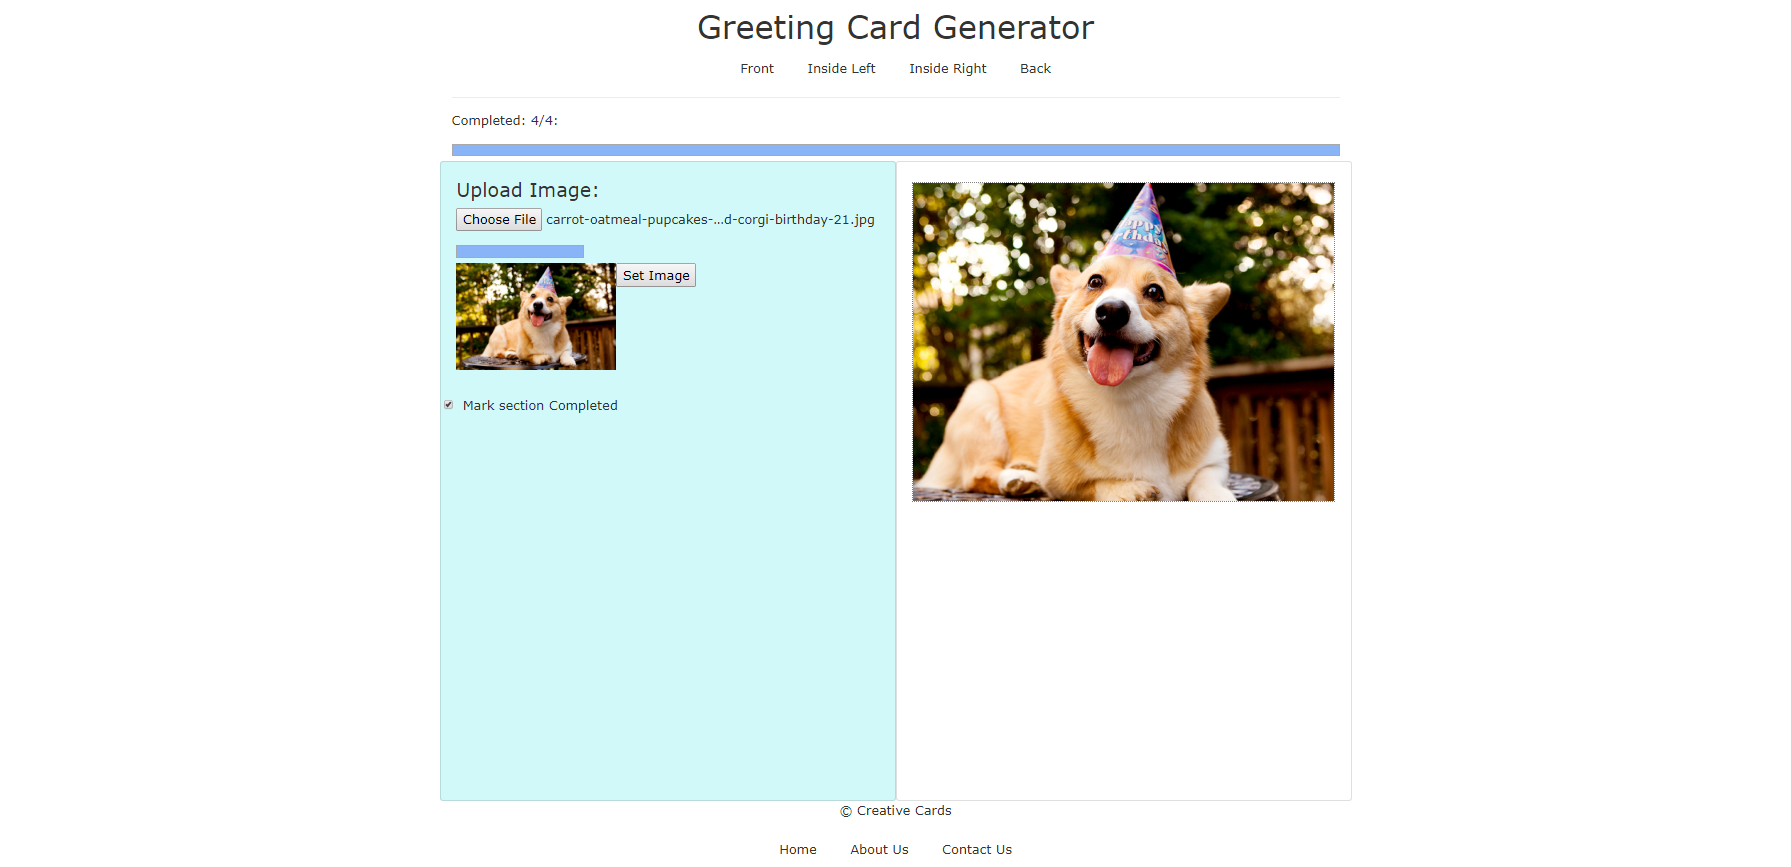 Greeting Card Generator
Front Inside Left Inside Right Back
Completed: 4/4:
Upload Image:
Choose File carrot-oatmeal-pupcakes-...d-corgi-birthday-21.jpg
Set Image
Mark section Completed
© Creative Cards
Home About Us Contact Us